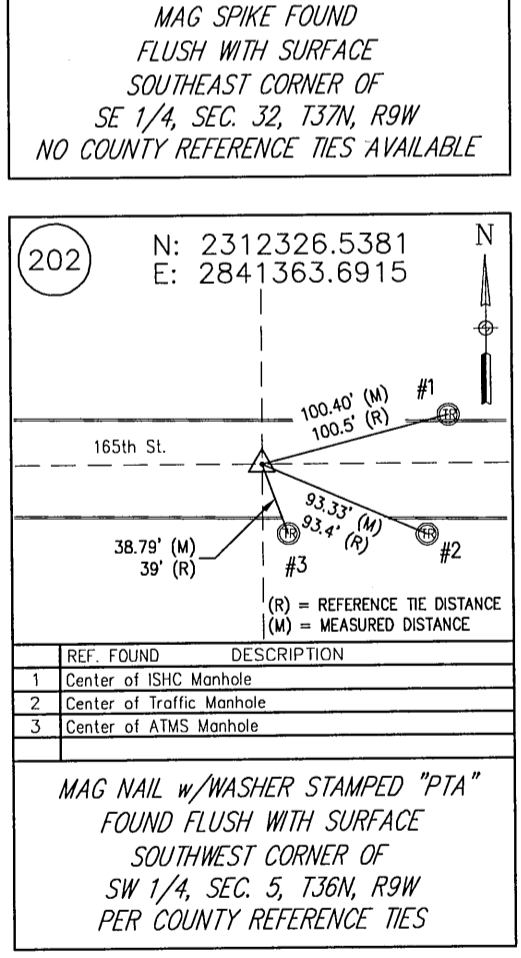 MAG SPIKE FOUND
FLUSH WITH SURFACE
SOUTHEAST CORNER OF
SE 1/4, SEC. 32, T37N, R9W
NO COUNTY REFERENCE TIES AVAILABLE
202
N: 2312326.5381
E: 2841363.6915
N
100.40' (M)
100.5' (R)
#1
TR
165th St.
93.33' (M)
93.4' (R)
TR
#2
38.79' (M)
39' (R)
TR
#3
(R) = REFERENCE TIE DISTANCE
(M) = MEASURED DISTANCE
REF. FOUND DESCRIPTION
1 Center of ISHC Manhole
2 Center of Traffic Manhole
3 Center of ATMS Manhole
MAG NAIL w/WASHER STAMPED "PTA"
FOUND FLUSH WITH SURFACE
SOUTHWEST CORNER OF
SW 1/4, SEC. 5, T36N, R9W
PER COUNTY REFERENCE TIES